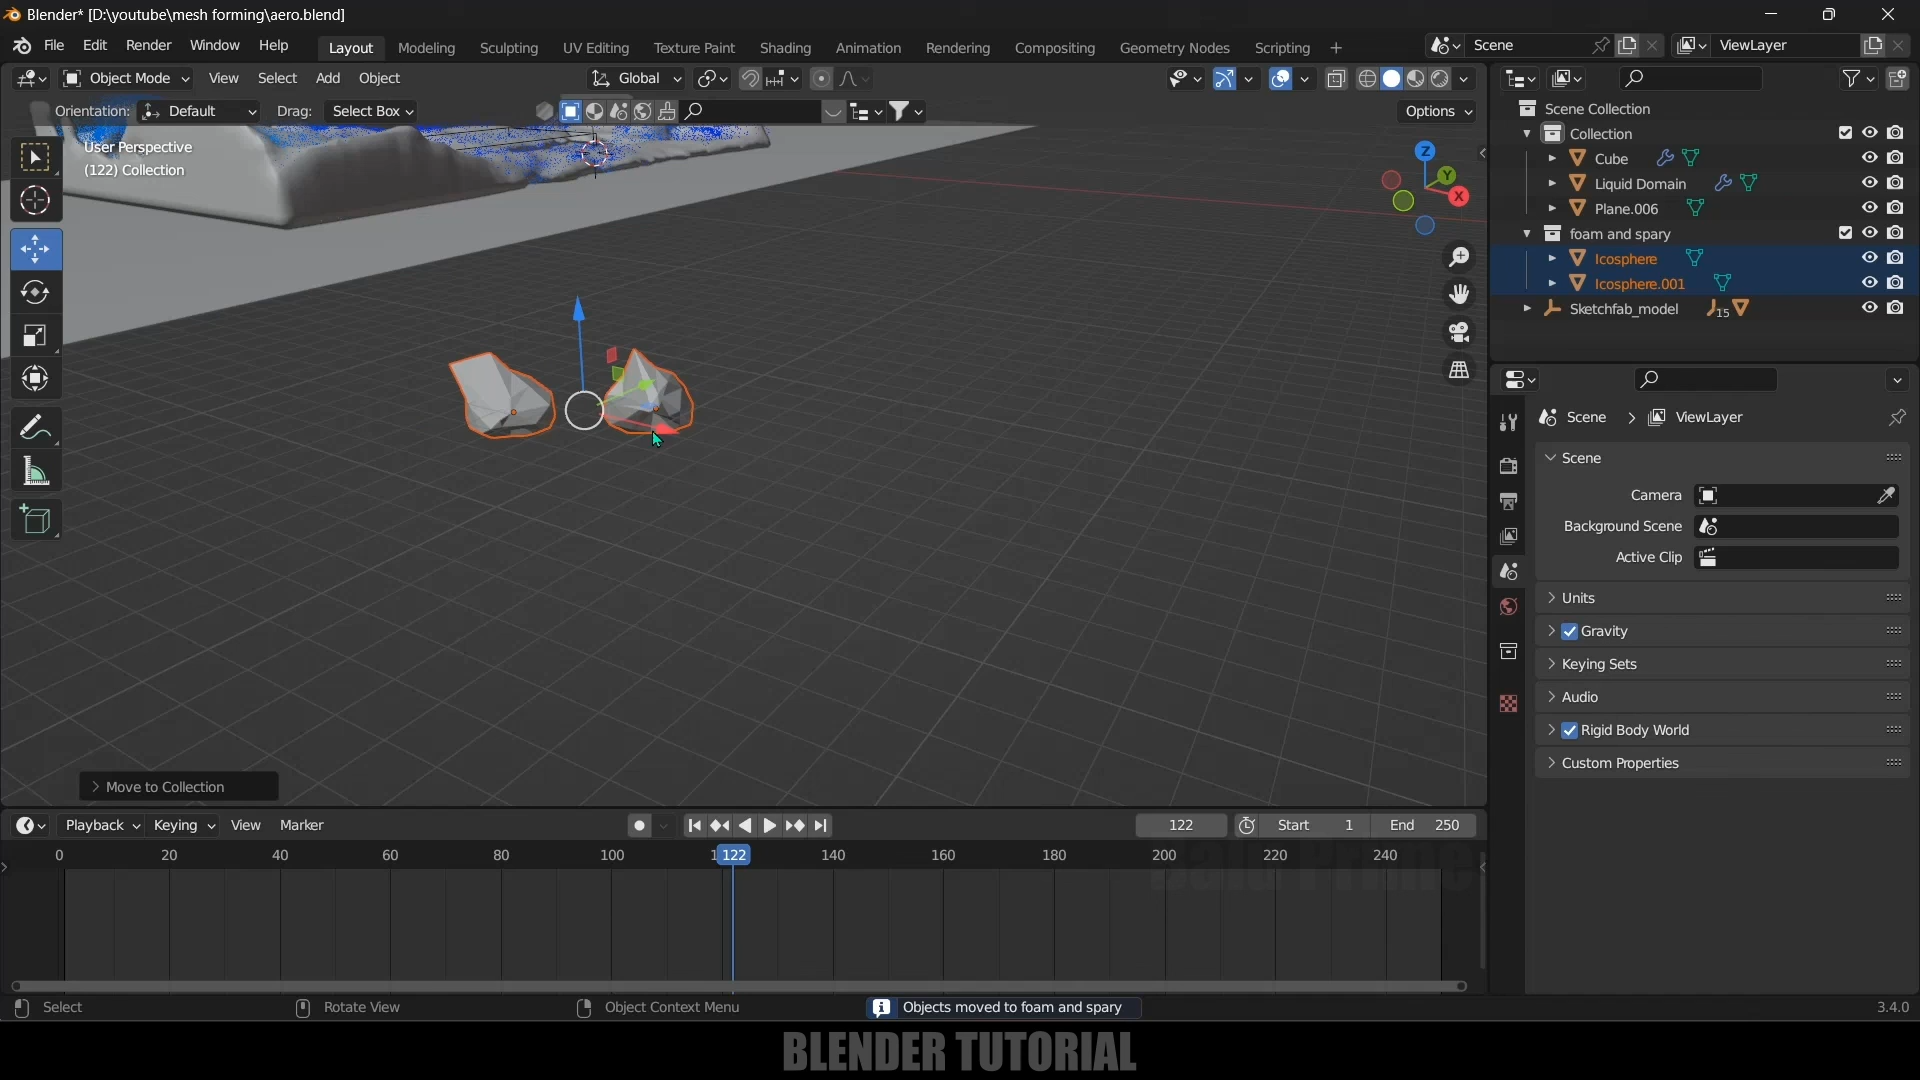 Blender* [D:\youtube\mesh forming\aero.blend]
File Edit Render Window Help Layout Modeling Sculpting UV Editing Texture Paint Shading Animation Rendering Compositing Geometry Nodes Scripting + Scene ViewLayer
Object Mode View Select Add Object Global
Orientation: Default Drag: Select Box Options
User Perspective
(122) Collection
Z
Y
X
Scene Collection
Collection
Cube
Liquid Domain
Plane.006
foam and spary
Icosphere
Icosphere.001
Sketchfab_model 15
Scene > ViewLayer
Scene
Camera
Background Scene
Active Clip
Units
Gravity
Keying Sets
Audio
Rigid Body World
Custom Properties
> Move to Collection
Playback Keying View Marker 122 Start 1 End 250
0 20 40 60 80 100 122 140 160 180 200 220 240
Select Rotate View Object Context Menu Objects moved to foam and spary 3.4.0
BLENDER TUTORIAL